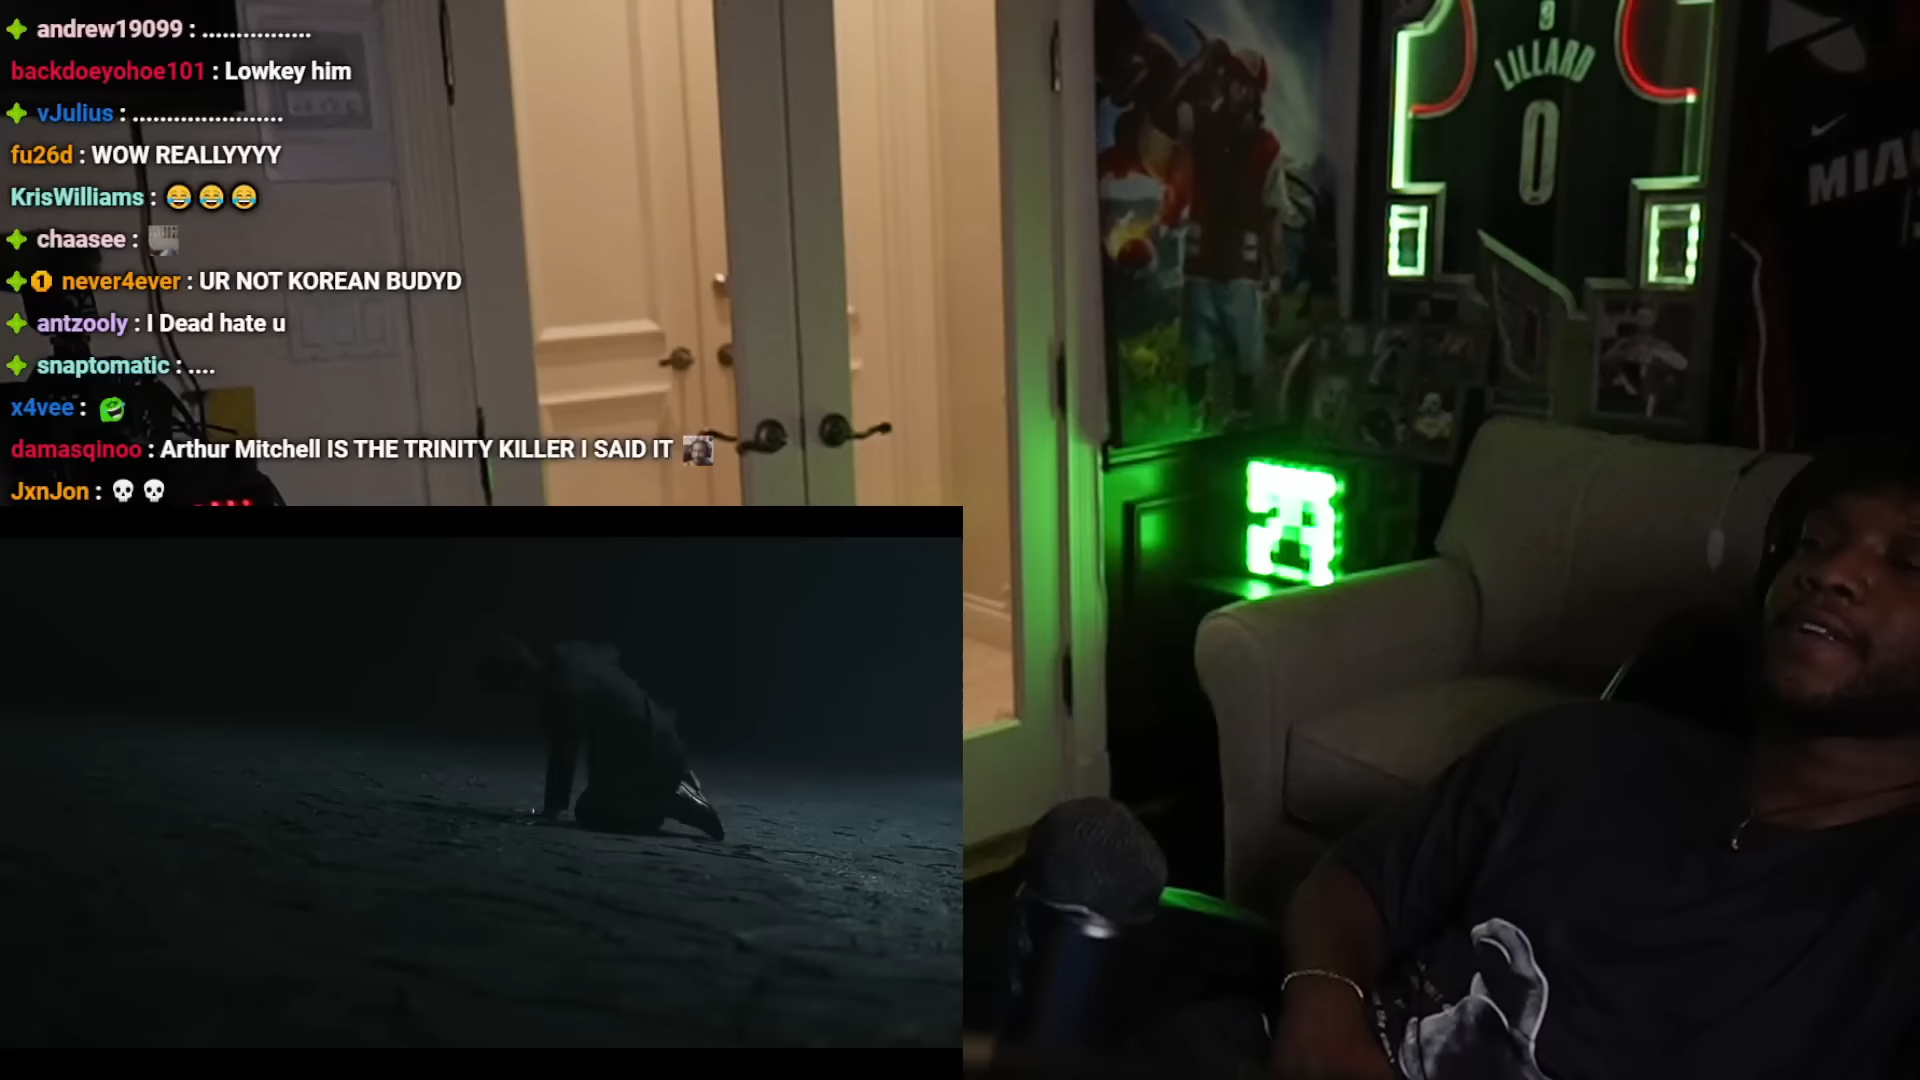 andrew19099 : ................
backdoeyohoe101 : Lowkey him
vJulius : ......................
fu26d : WOW REALLYYYY
KrisWilliams : 😂 😂 😂
chaasee :
1 never4ever : UR NOT KOREAN BUDYD
antzooly : I Dead hate u
snaptomatic : ....
x4vee :
damasqinoo : Arthur Mitchell IS THE TRINITY KILLER I SAID IT
JxnJon : 💀 💀
LILLARD
0